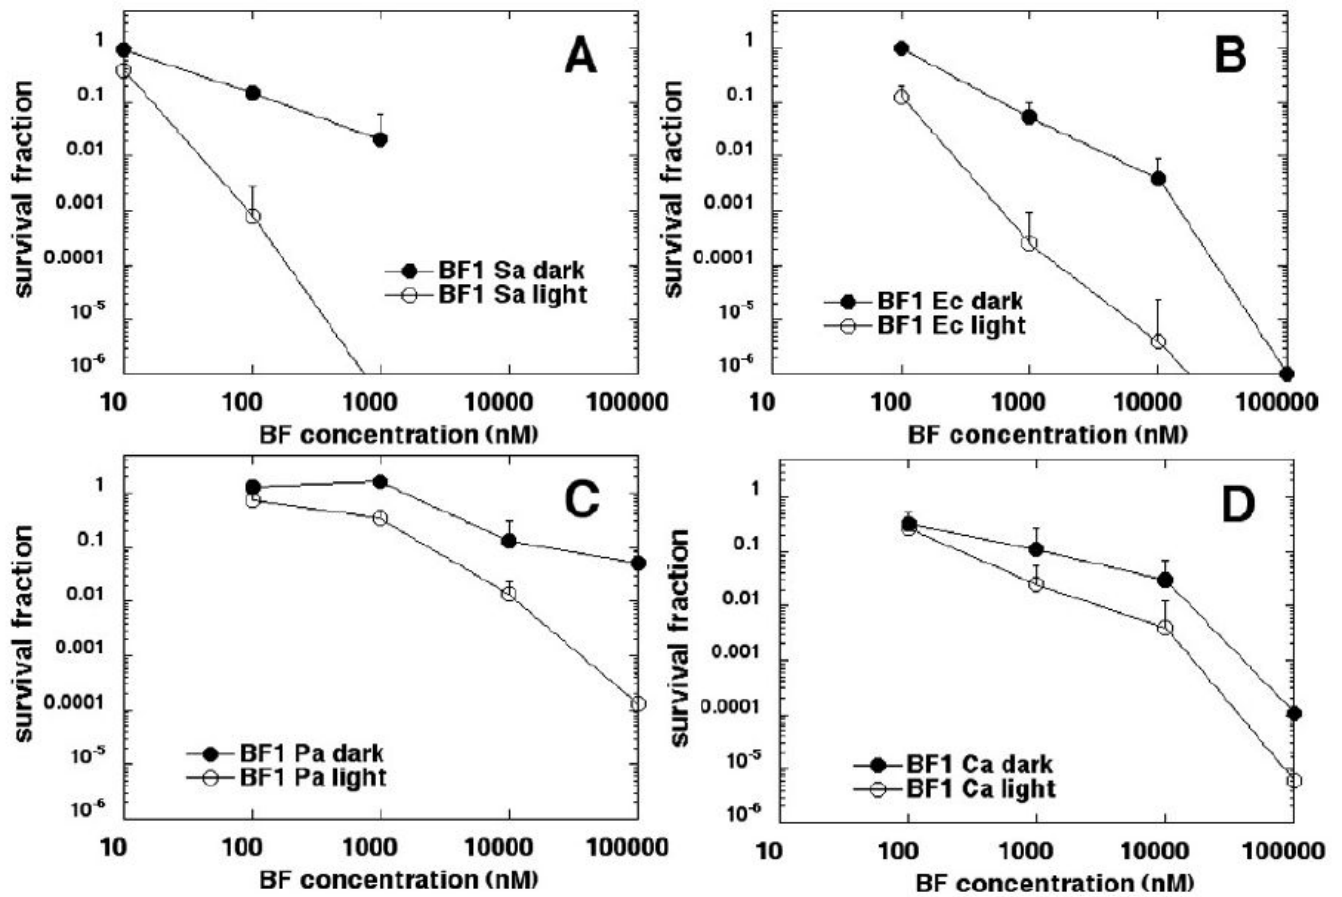 A
survival fraction
1
0.1
0.01
0.001
0.0001
10⁻⁵
10⁻⁶
BF1 Sa dark
BF1 Sa light
10 100 1000 10000 100000
BF concentration (nM)
B
survival fraction
1
0.1
0.01
0.001
0.0001
10⁻⁵
10⁻⁶
BF1 Ec dark
BF1 Ec light
10 100 1000 10000 100000
BF concentration (nM)
C
survival fraction
1
0.1
0.01
0.001
0.0001
10⁻⁵
10⁻⁶
BF1 Pa dark
BF1 Pa light
10 100 1000 10000 100000
BF concentration (nM)
D
survival fraction
1
0.1
0.01
0.001
0.0001
10⁻⁵
10⁻⁶
BF1 Ca dark
BF1 Ca light
10 100 1000 10000 100000
BF concentration (nM)